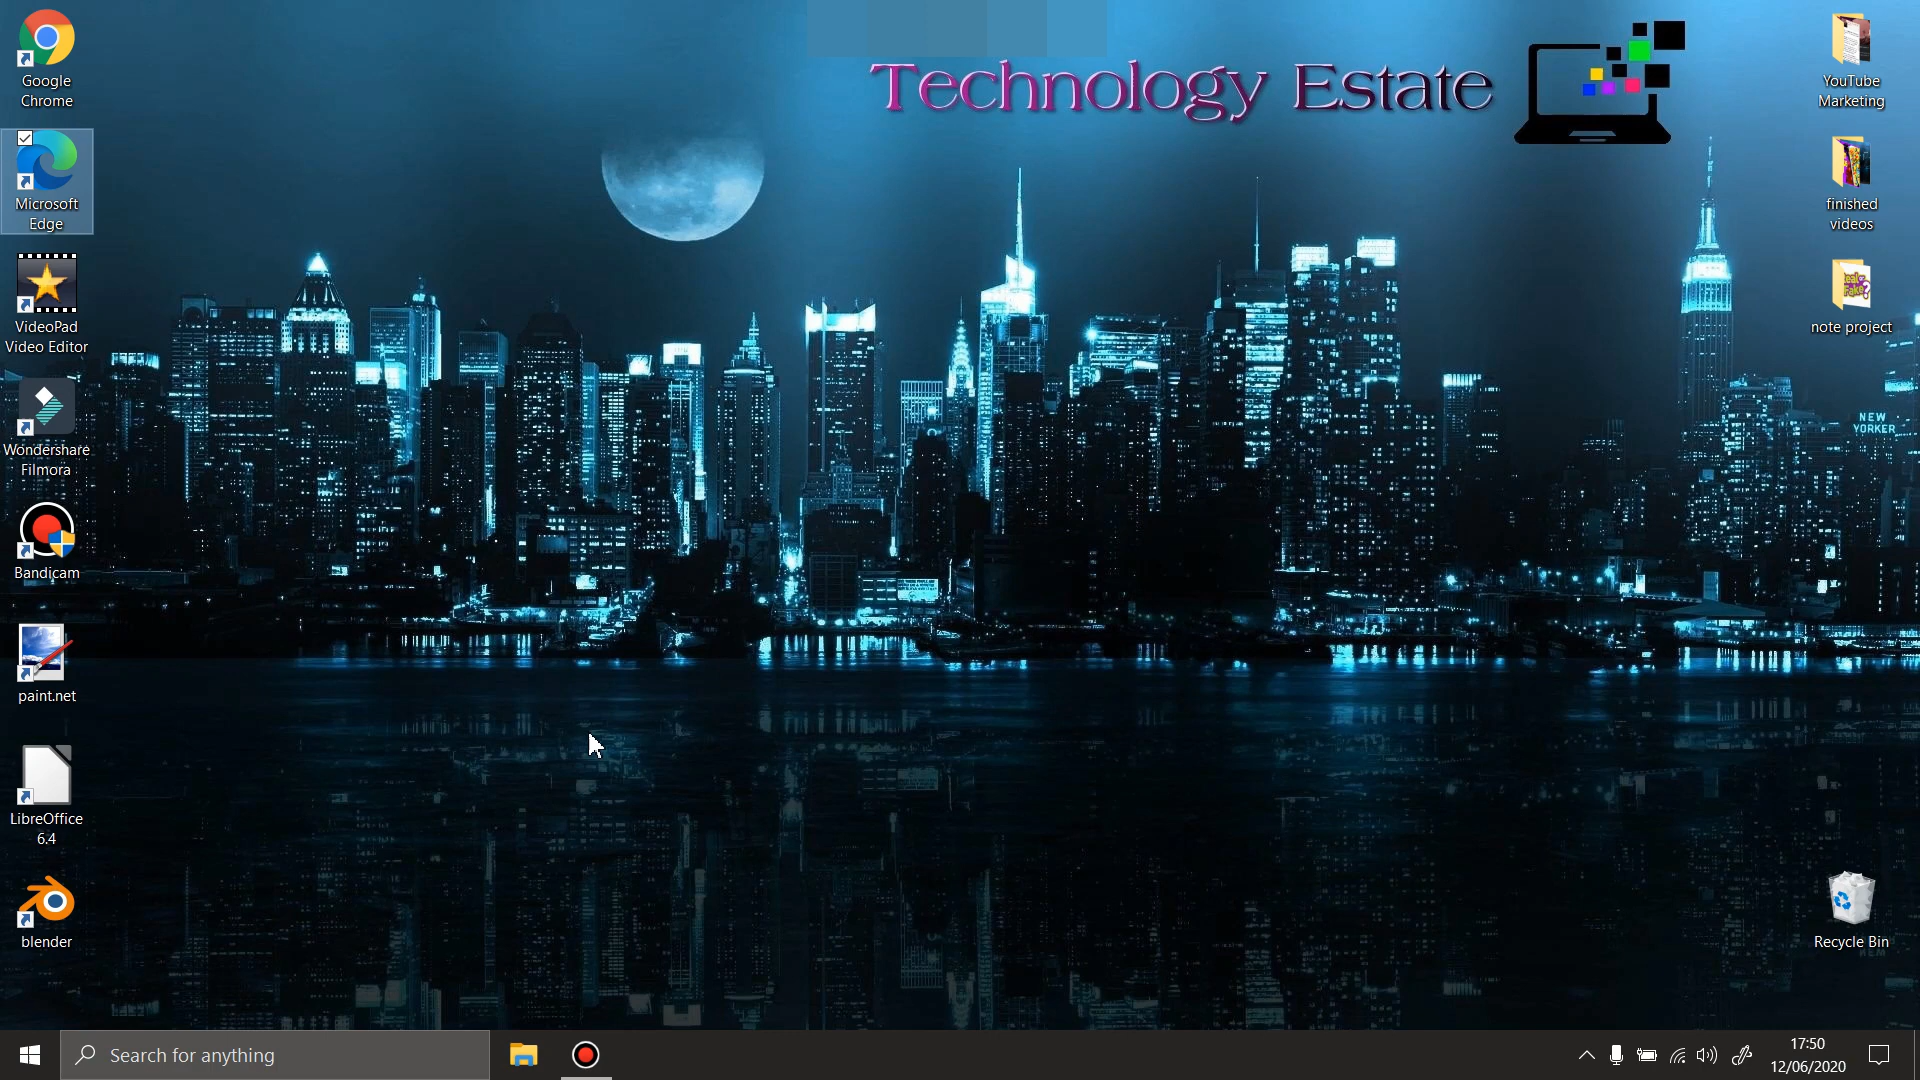 Technology Estate
Google
Chrome
Microsoft
Edge
VideoPad
Video Editor
Wondershare
Filmora
Bandicam
paint.net
LibreOffice
6.4
blender
YouTube
Marketing
finished
videos
note project
NEW
YORKER
Recycle Bin
Search for anything
17:50
12/06/2020